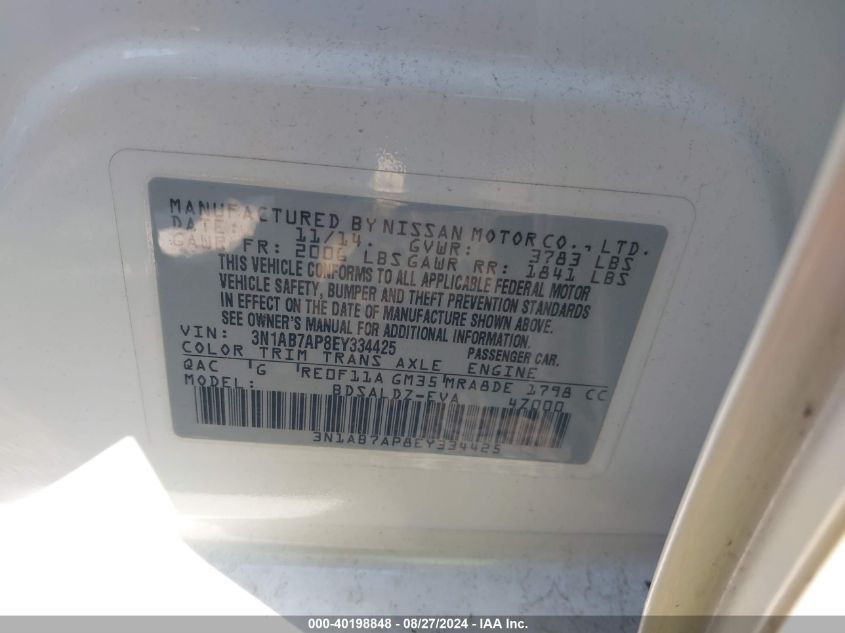 MANUFACTURED BY NISSAN MOTOR CO., LTD.
DATE: 11/14. GVWR: 3783 LBS
GAWR FR: 2006 LBS GAWR RR: 1841 LBS
THIS VEHICLE CONFORMS TO ALL APPLICABLE FEDERAL MOTOR
VEHICLE SAFETY, BUMPER AND THEFT PREVENTION STANDARDS
IN EFFECT ON THE DATE OF MANUFACTURE SHOWN ABOVE.
SEE OWNER'S MANUAL FOR ADDITIONAL INFORMATION.
VIN: 3N1AB7AP8EY334425 PASSENGER CAR.
COLOR TRIM TRANS AXLE ENGINE
QAC G RE0F11A GM35 MRA8DE 1798 CC
MODEL: BDSALDZ-EVA 47000
3N1AB7AP8EY334425
000-40198848 - 08/27/2024 - IAA Inc.